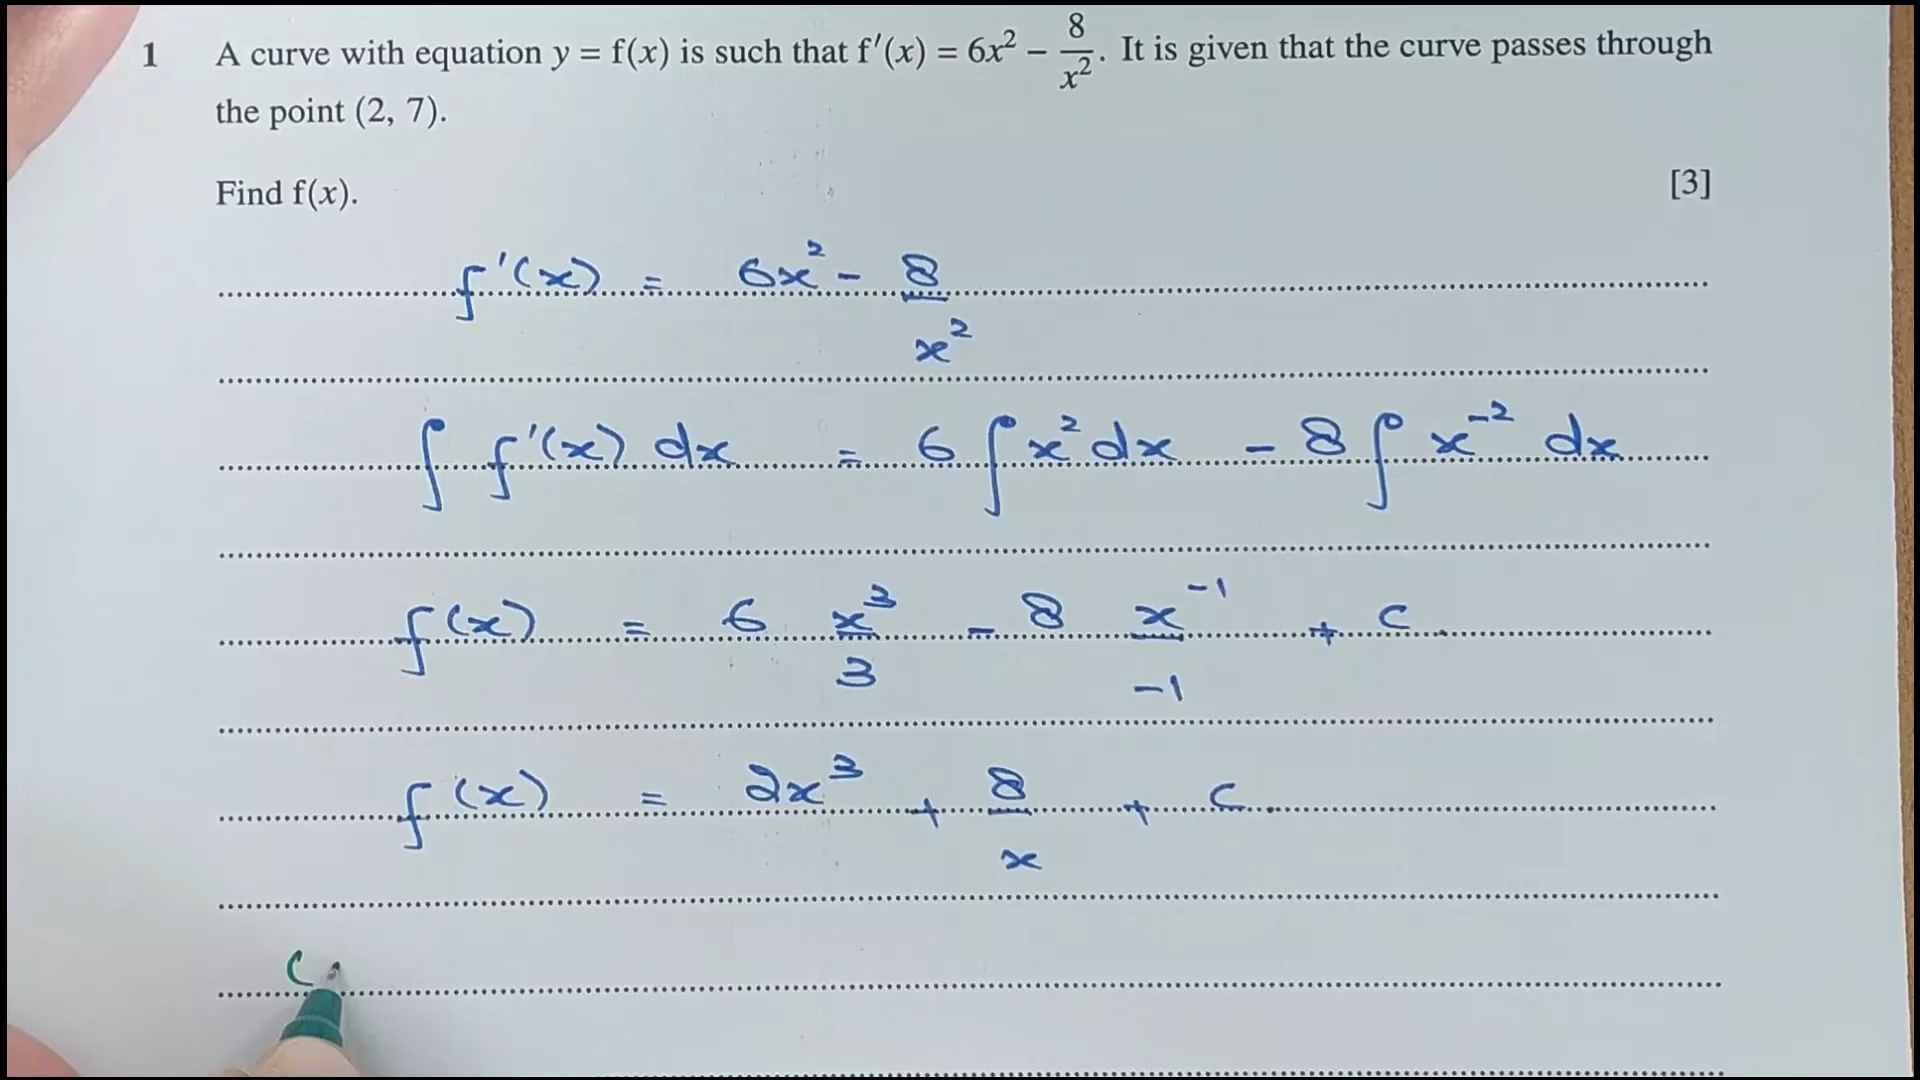 1 A curve with equation y = f(x) is such that f′(x) = 6x² − 8/x². It is given that the curve passes through
the point (2, 7).
Find f(x). [3]
f'(x) = 6x² - 8/x²
∫ f'(x) dx = 6 ∫ x² dx - 8 ∫ x⁻² dx
f(x) = 6 x³/3 - 8 x⁻¹/-1 + c.
f(x) = 2x³ + 8/x + c.
(